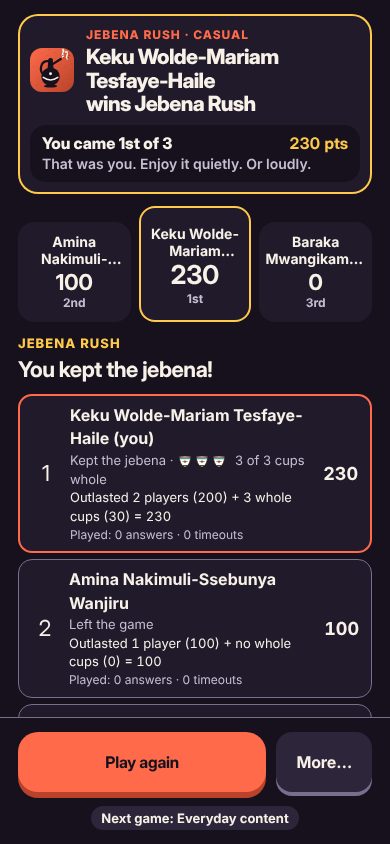 JEBENA RUSH · CASUAL
Keku Wolde-Mariam
Tesfaye-Haile
wins Jebena Rush
You came 1st of 3
230 pts
That was you. Enjoy it quietly. Or loudly.
Amina
Nakimuli-...
100
2nd
Keku Wolde-
Mariam...
230
1st
Baraka
Mwangikam...
0
3rd
JEBENA RUSH
You kept the jebena!
1
Keku Wolde-Mariam Tesfaye-
Haile (you)
Kept the jebena · 3 of 3 cups
whole
Outlasted 2 players (200) + 3 whole
cups (30) = 230
Played: 0 answers · 0 timeouts
230
2
Amina Nakimuli-Ssebunya
Wanjiru
Left the game
Outlasted 1 player (100) + no whole
cups (0) = 100
Played: 0 answers · 0 timeouts
100
Play again
More...
Next game: Everyday content